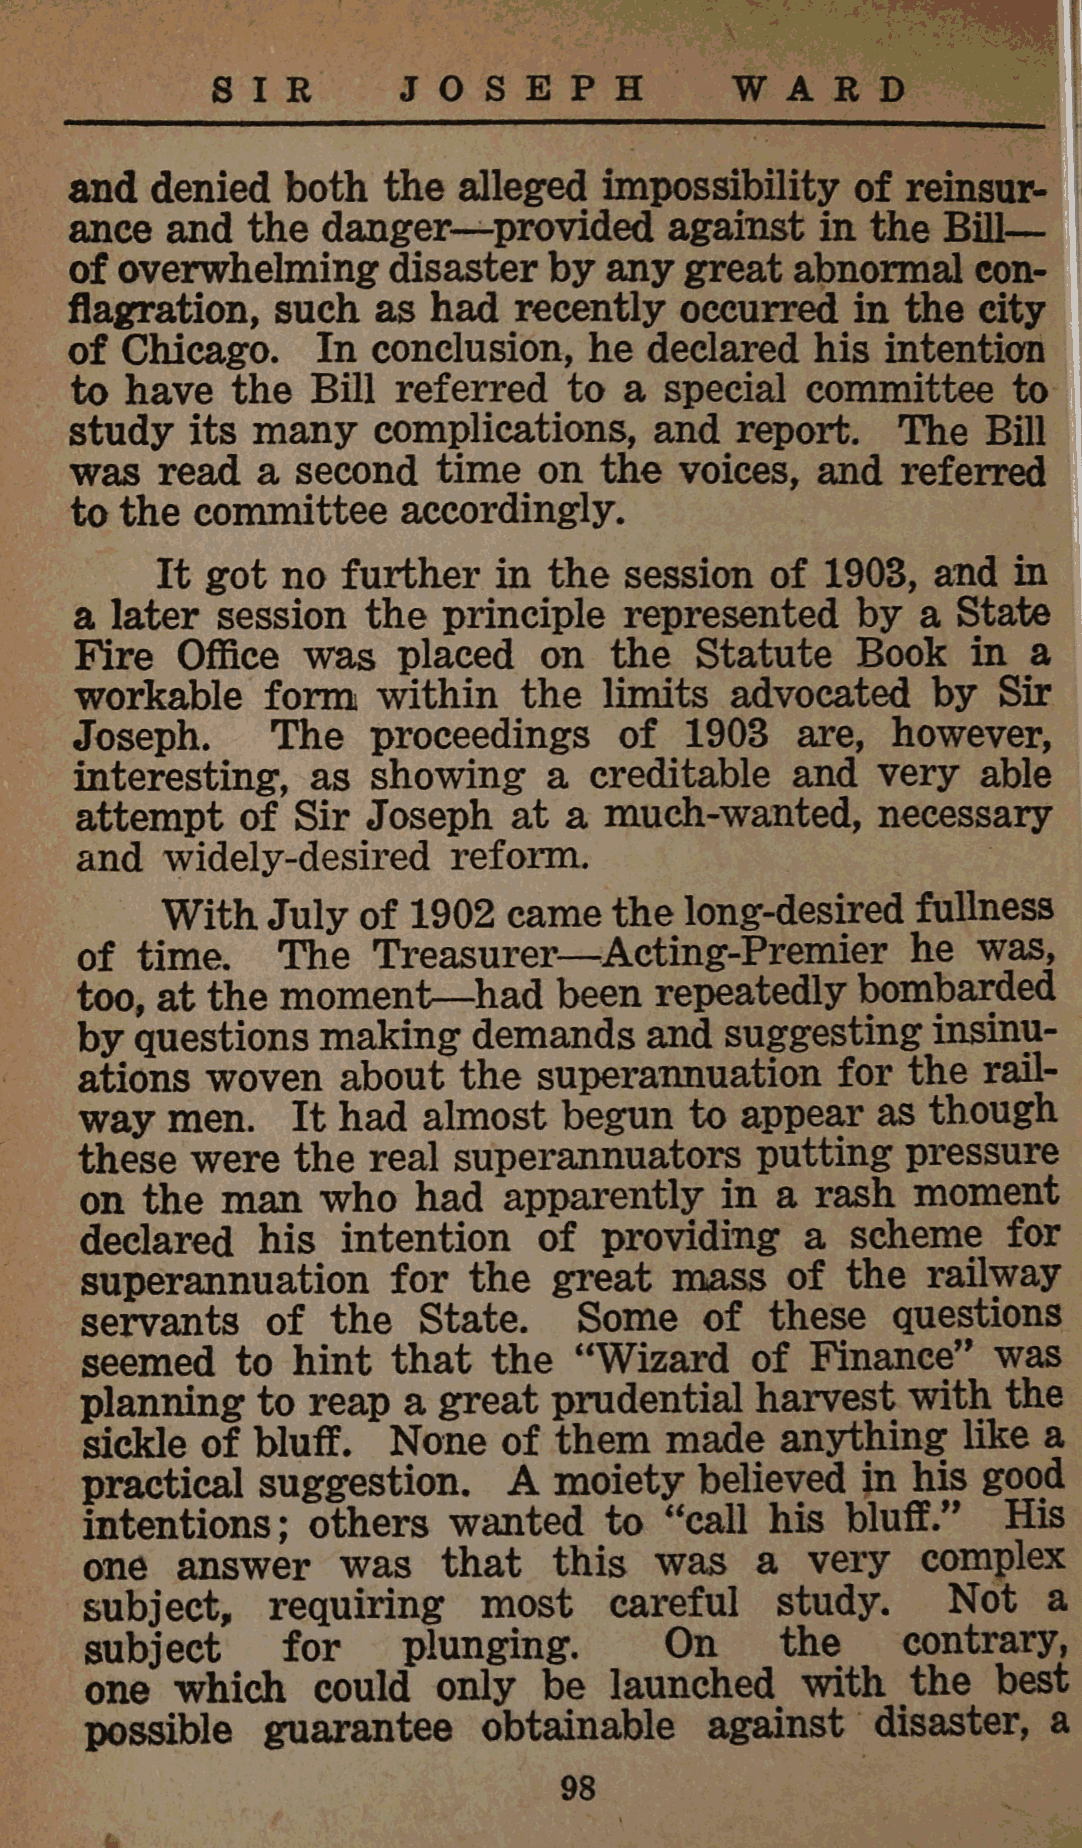 SIR JOSEPH WARD
and denied both the alleged impossibility of reinsur-
ance and the danger—provided against in the Bill—
of overwhelming disaster by any great abnormal con-
flagration, such as had recently occurred in the city
of Chicago. In conclusion, he declared his intention
to have the Bill referred to a special committee to
study its many complications, and report. The Bill
was read a second time on the voices, and referred
to the committee accordingly.
It got no further in the session of 1903, and in
a later session the principle represented by a State
Fire Office was placed on the Statute Book in a
workable form within the limits advocated by Sir
Joseph. The proceedings of 1903 are, however,
interesting, as showing a creditable and very able
attempt of Sir Joseph at a much-wanted, necessary
and widely-desired reform.
With July of 1902 came the long-desired fullness
of time. The Treasurer—Acting-Premier he was,
too, at the moment—had been repeatedly bombarded
by questions making demands and suggesting insinu-
ations woven about the superannuation for the rail-
way men. It had almost begun to appear as though
these were the real superannuators putting pressure
on the man who had apparently in a rash moment
declared his intention of providing a scheme for
superannuation for the great mass of the railway
servants of the State. Some of these questions
seemed to hint that the “Wizard of Finance” was
planning to reap a great prudential harvest with the
sickle of bluff. None of them made anything like a
practical suggestion. A moiety believed in his good
intentions; others wanted to “call his bluff.” His
one answer was that this was a very complex
subject, requiring most careful study. Not a
subject for plunging. On the contrary,
one which could only be launched with the best
possible guarantee obtainable against disaster, a
98